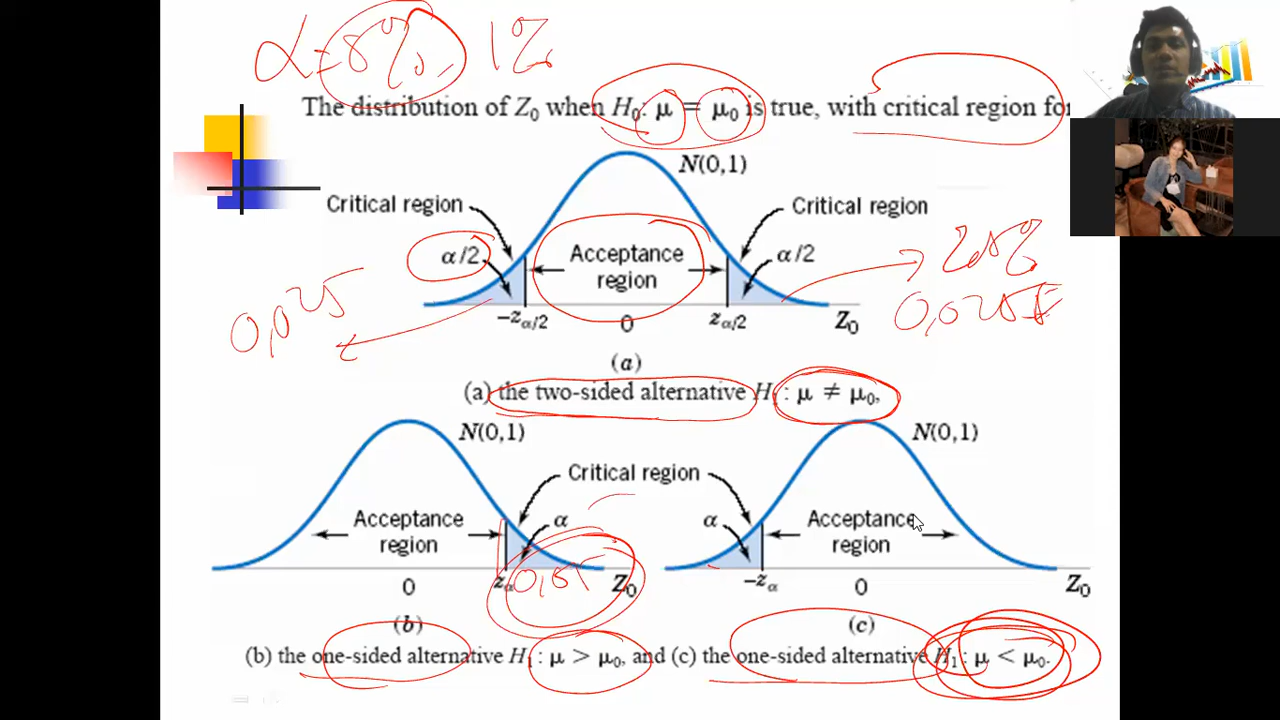 α = 5% 1%
The distribution of Z0 when H0: μ = μ0 is true, with critical region for
N(0,1)
Critical region
Critical region
α/2
Acceptance
region
α/2
2.5%
0,025
0,025
−zα/2
0
zα/2
Z0
(a)
(a) the two-sided alternative H1: μ ≠ μ0,
N(0,1)
N(0,1)
Critical region
Acceptance
region
α
α
Acceptance
region
0,05
0
zα
Z0
−zα
0
Z0
(b)
(c)
(b) the one-sided alternative H1: μ > μ0, and (c) the one-sided alternative H1: μ < μ0.